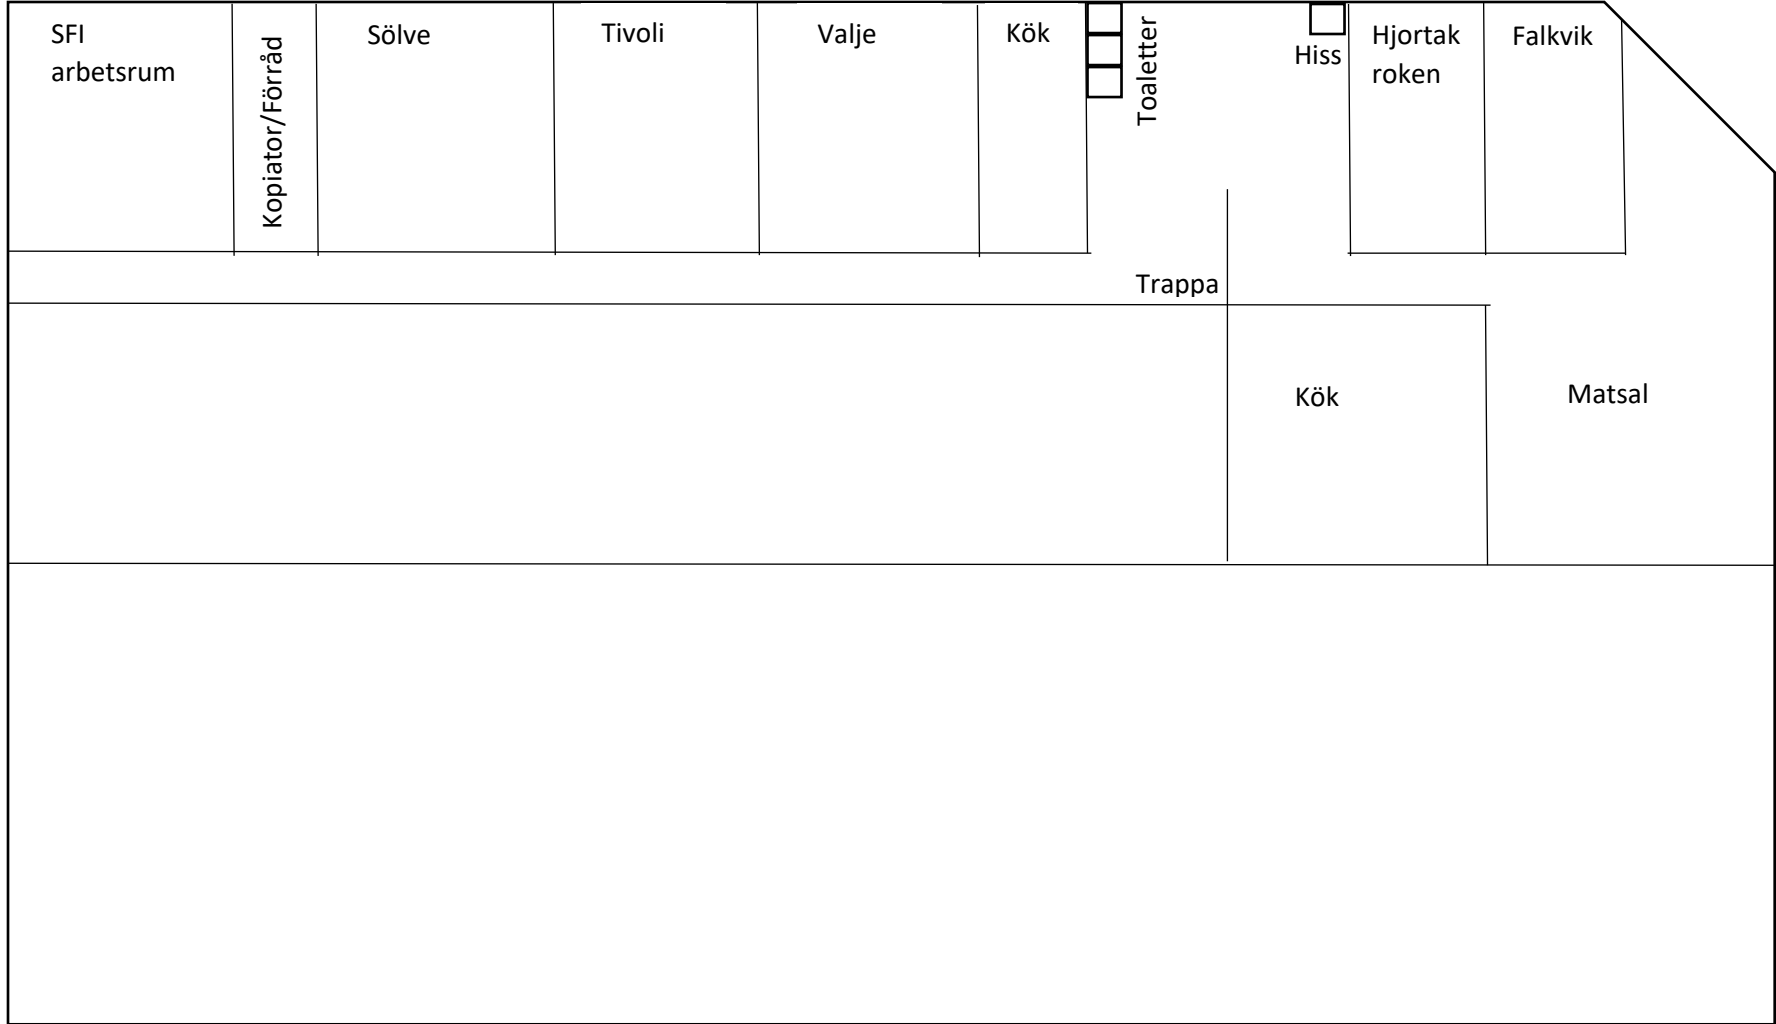 SFI
arbetsrum
Kopiator/Förråd
Sölve
Tivoli
Valje
Kök
Toaletter
Hiss
Hjortak
roken
Falkvik
Trappa
Kök
Matsal